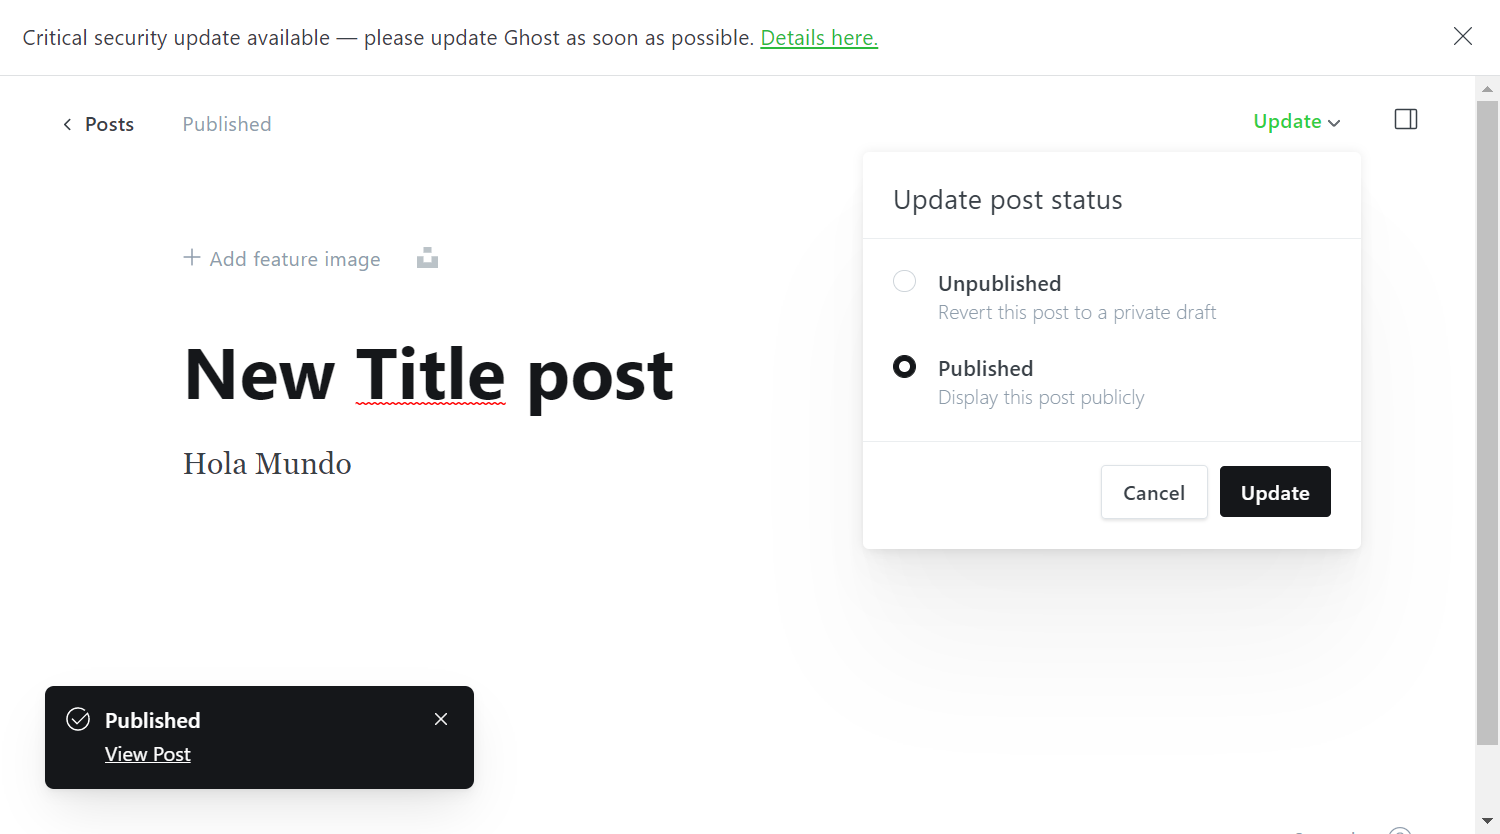 Critical security update available — please update Ghost as soon as possible. Details here.
Posts
Published
Update
Update post status
Add feature image
Unpublished
Revert this post to a private draft
New Title post
Published
Display this post publicly
Hola Mundo
Cancel
Update
Published
View Post